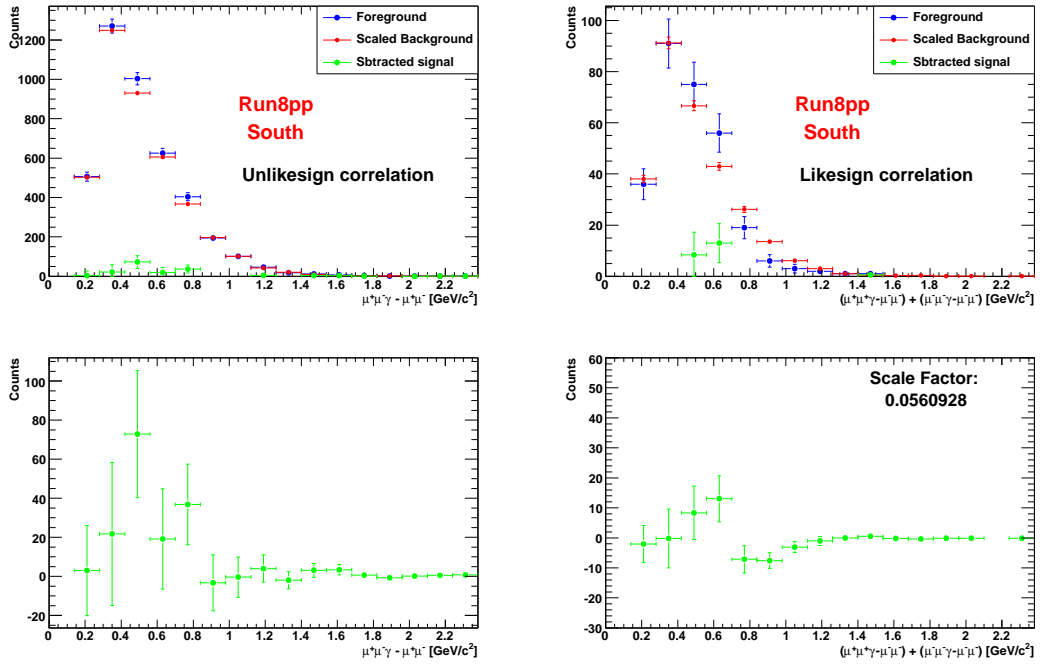 Counts
1200
1000
800
600
400
200
0
Foreground
Scaled Background
Sbtracted signal
Run8pp
South
Unlikesign correlation
0 0.2 0.4 0.6 0.8 1 1.2 1.4 1.6 1.8 2 2.2
μ⁺μ⁻γ - μ⁺μ⁻ [GeV/c²]
Counts
100
80
60
40
20
0
Foreground
Scaled Background
Sbtracted signal
Run8pp
South
Likesign correlation
0 0.2 0.4 0.6 0.8 1 1.2 1.4 1.6 1.8 2 2.2
(μ⁺μ⁺γ-μ⁻μ⁻) + (μ⁻μ⁻γ-μ⁻μ⁻) [GeV/c²]
Counts
100
80
60
40
20
0
-20
0 0.2 0.4 0.6 0.8 1 1.2 1.4 1.6 1.8 2 2.2
μ⁺μ⁻γ - μ⁺μ⁻ [GeV/c²]
Counts
60
50
40
30
20
10
0
-10
-20
-30
Scale Factor:
0.0560928
0 0.2 0.4 0.6 0.8 1 1.2 1.4 1.6 1.8 2 2.2
(μ⁺μ⁺γ-μ⁻μ⁻) + (μ⁻μ⁻γ-μ⁻μ⁻) [GeV/c²]